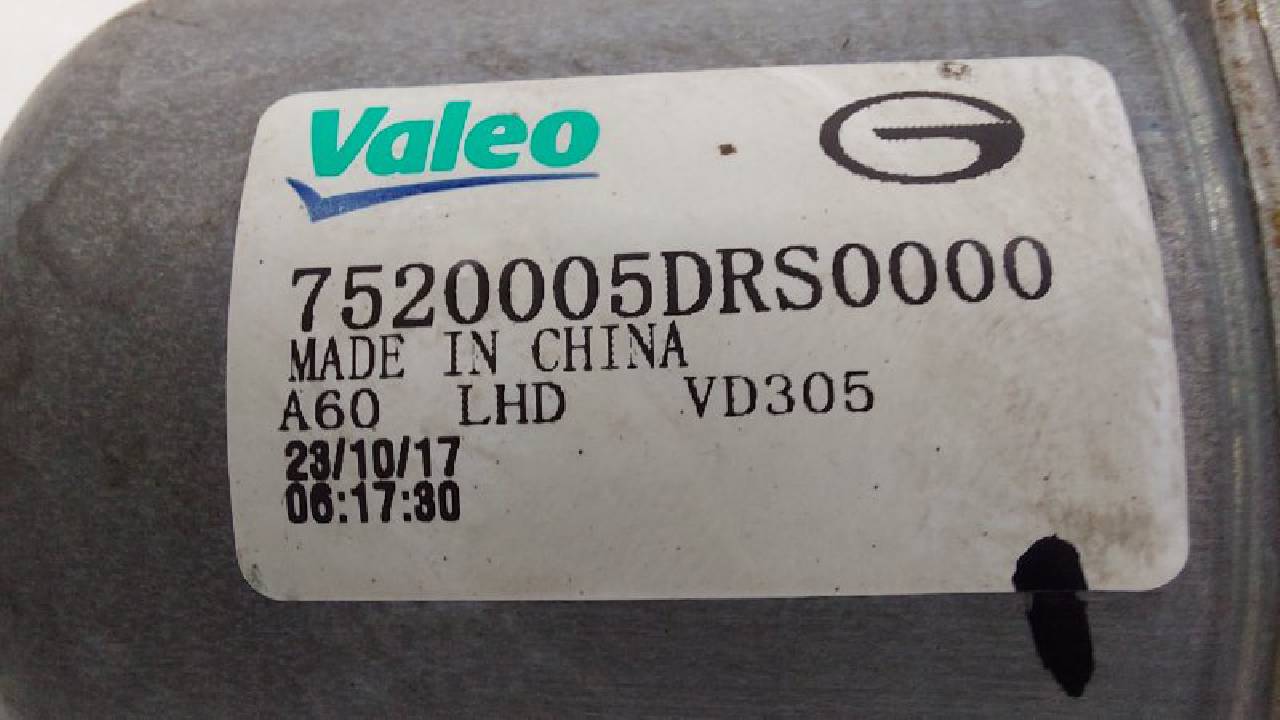 Valeo
7520005DRS0000
MADE IN CHINA
A60 LHD VD305
23/10/17
06:17:30